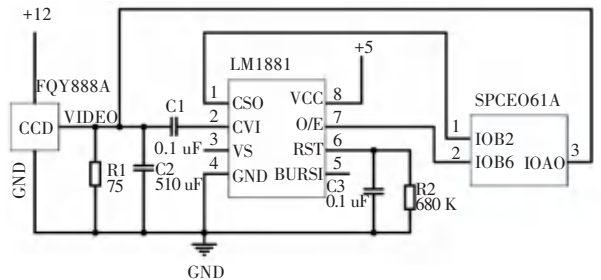 +12
FQY888A
CCD
VIDEO
GND
R1
75
C1
0.1 uF
C2
510 uF
LM1881
1
2
3
4
CSO
CVI
VS
GND
VCC
O/E
RST
BURSI
8
7
6
5
+5
C3
0.1 uF
R2
680 K
SPCEO61A
1
2
IOB2
IOB6
IOAO
3
GND